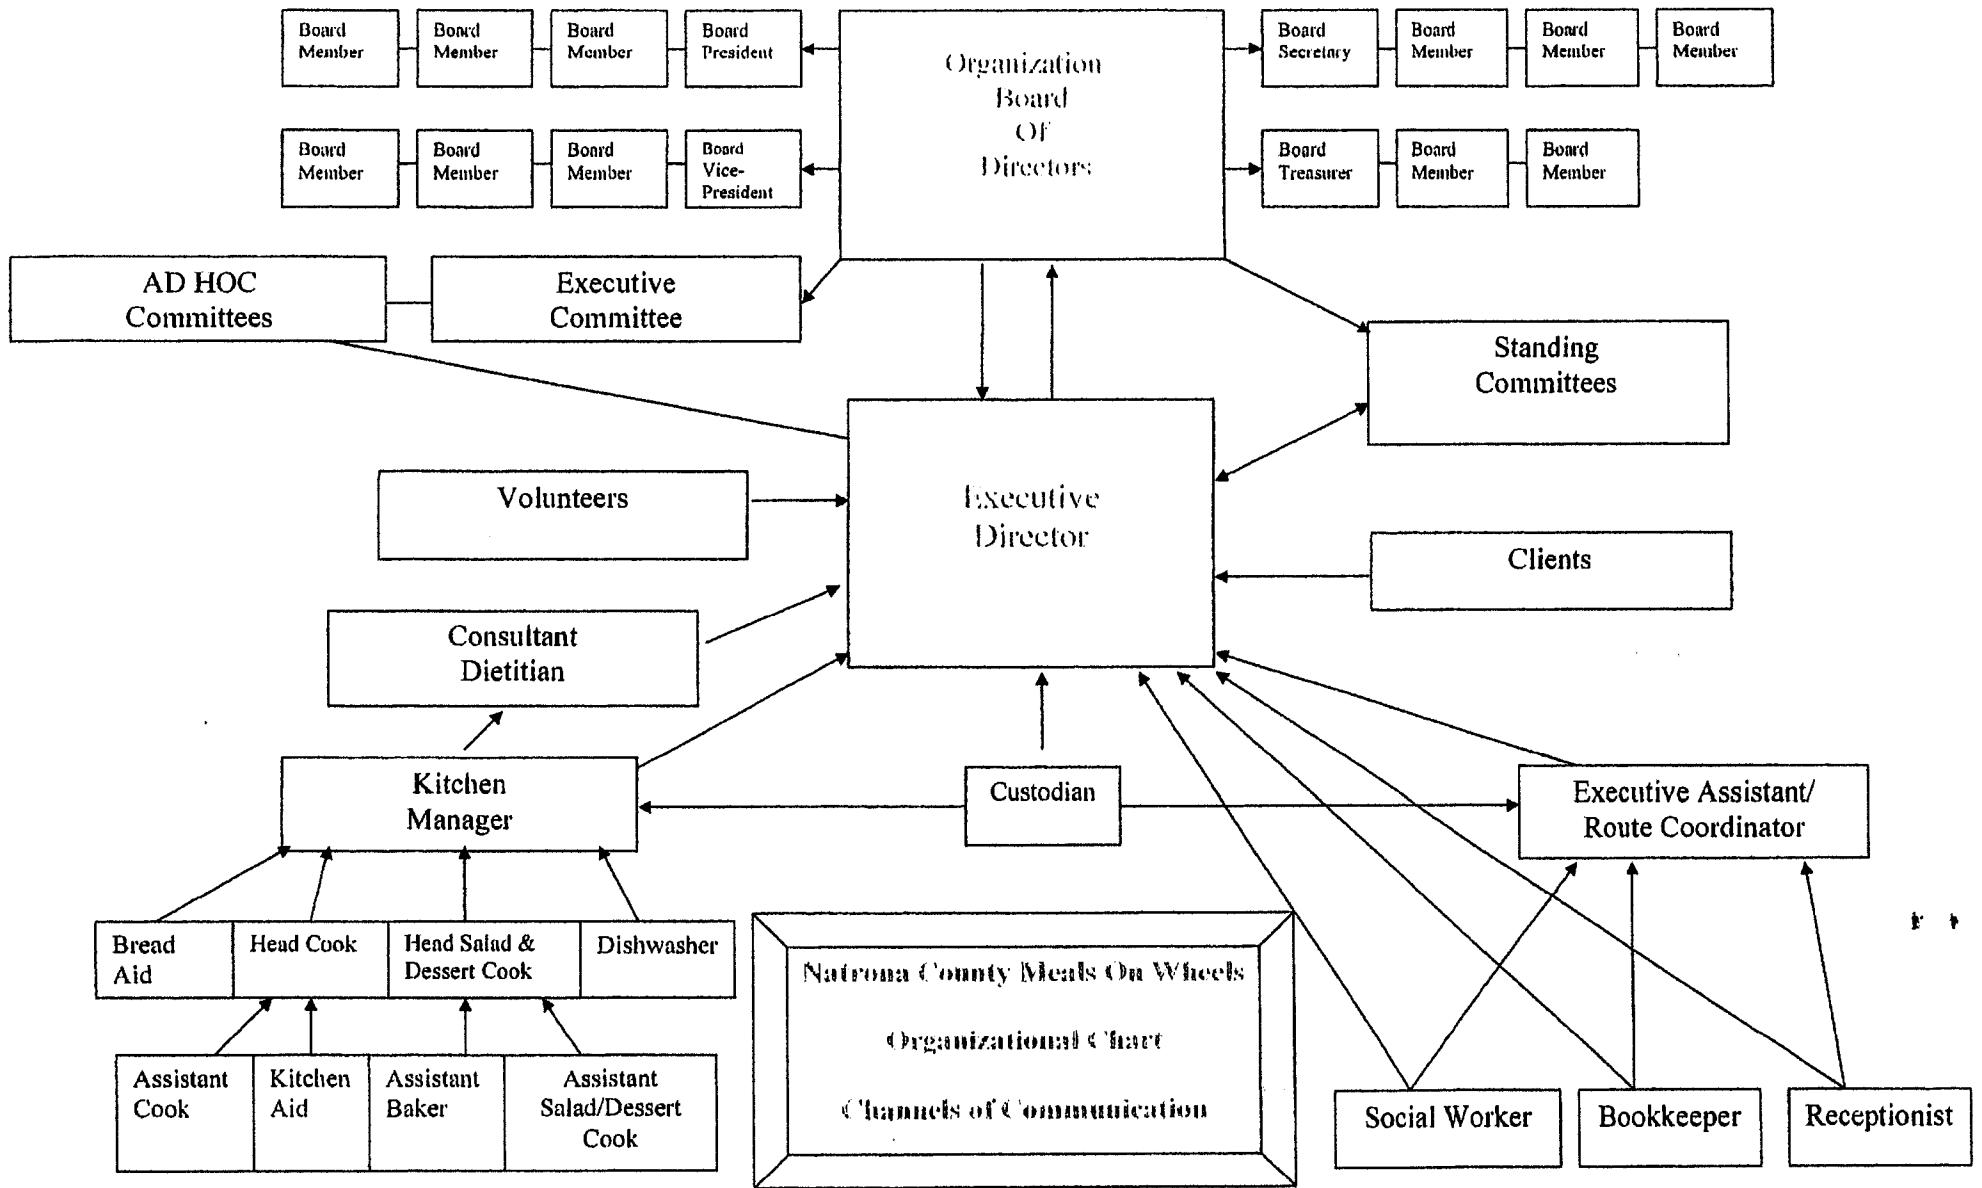 Board
Member
Board
Member
Board
Member
Board
President
Organization
Board
Of
Directors
Board
Secretary
Board
Member
Board
Member
Board
Member
Board
Member
Board
Member
Board
Member
Board
Vice-
President
Board
Treasurer
Board
Member
Board
Member
AD HOC
Committees
Executive
Committee
Standing
Committees
Volunteers
Executive
Director
Clients
Consultant
Dietitian
Kitchen
Manager
Custodian
Executive Assistant/
Route Coordinator
Bread
Aid
Head Cook
Head Salad &
Dessert Cook
Dishwasher
Assistant
Cook
Kitchen
Aid
Assistant
Baker
Assistant
Salad/Dessert
Cook
Natrona County Meals On Wheels
Organizational Chart
Channels of Communication
Social Worker
Bookkeeper
Receptionist